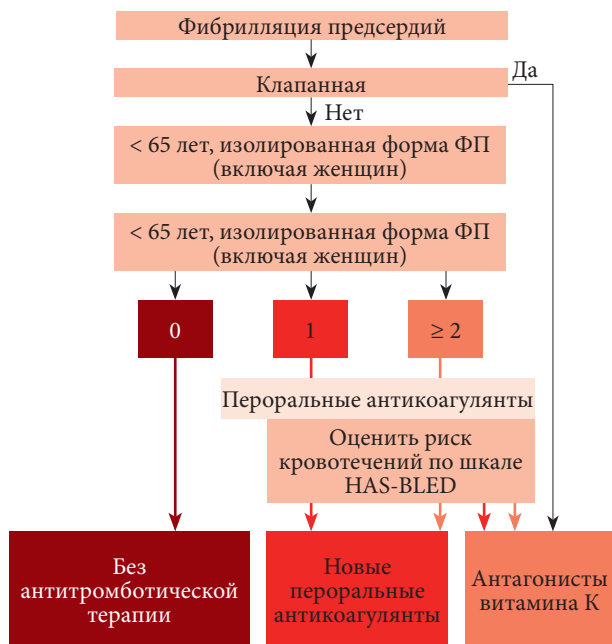 Фибрилляция предсердий
Да
Клапанная
Нет
< 65 лет, изолированная форма ФП
(включая женщин)
< 65 лет, изолированная форма ФП
(включая женщин)
0
1
≥ 2
Пероральные антикоагулянты
Оценить риск
кровотечений по шкале
HAS-BLED
Без
антитромботической
терапии
Новые
пероральные
антикоагулянты
Антагонисты
витамина К